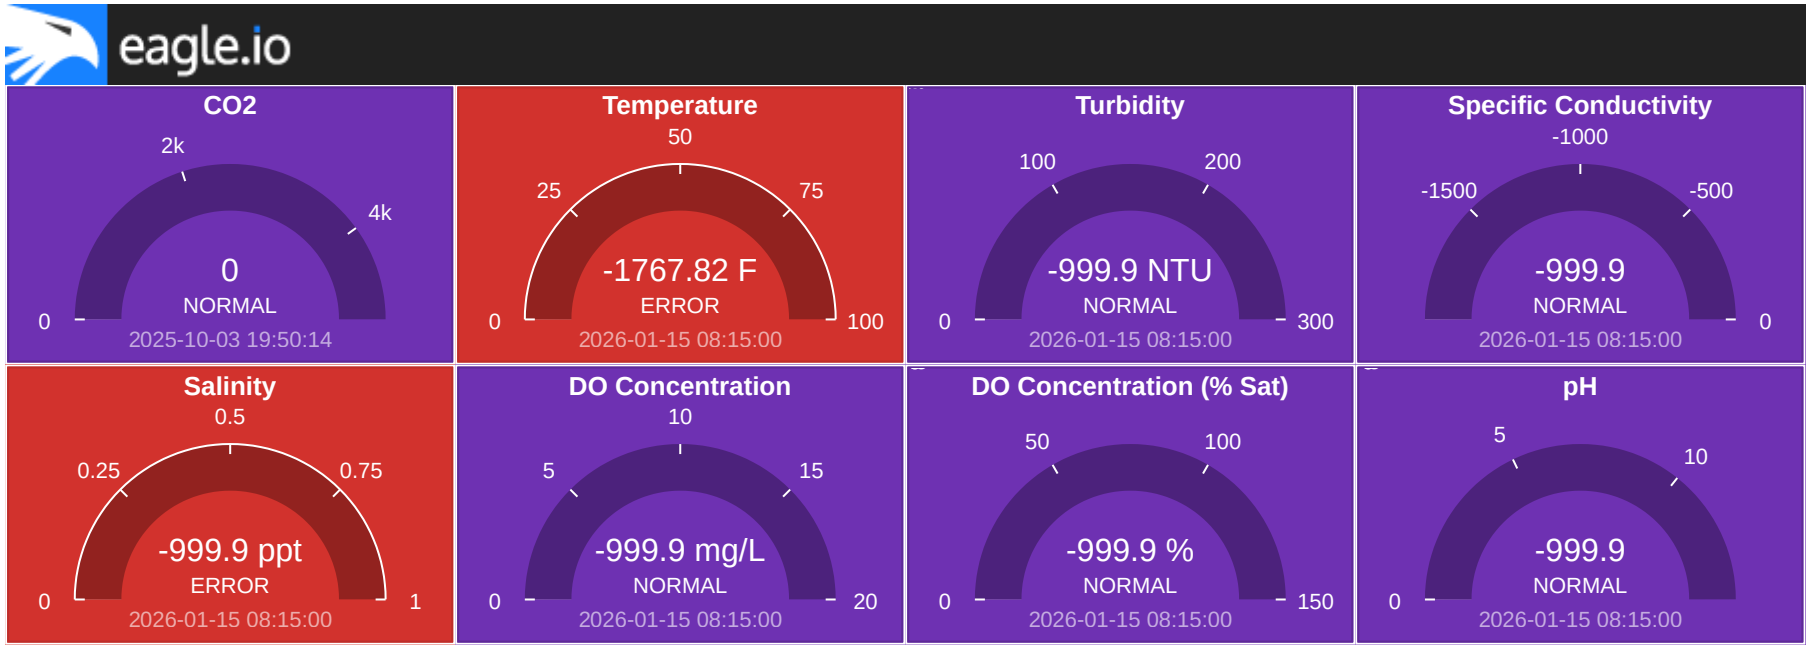 eagle.io
CO2
2k
4k
0
NORMAL
0
2025-10-03 19:50:14
Temperature
50
25
75
-1767.82 F
ERROR
0
100
2026-01-15 08:15:00
Turbidity
100
200
-999.9 NTU
NORMAL
0
300
2026-01-15 08:15:00
Specific Conductivity
-1000
-1500
-500
-999.9
NORMAL
0
2026-01-15 08:15:00
Salinity
0.5
0.25
0.75
-999.9 ppt
ERROR
0
1
2026-01-15 08:15:00
DO Concentration
10
5
15
-999.9 mg/L
NORMAL
0
20
2026-01-15 08:15:00
DO Concentration (% Sat)
50
100
-999.9 %
NORMAL
0
150
2026-01-15 08:15:00
pH
5
10
-999.9
NORMAL
0
2026-01-15 08:15:00